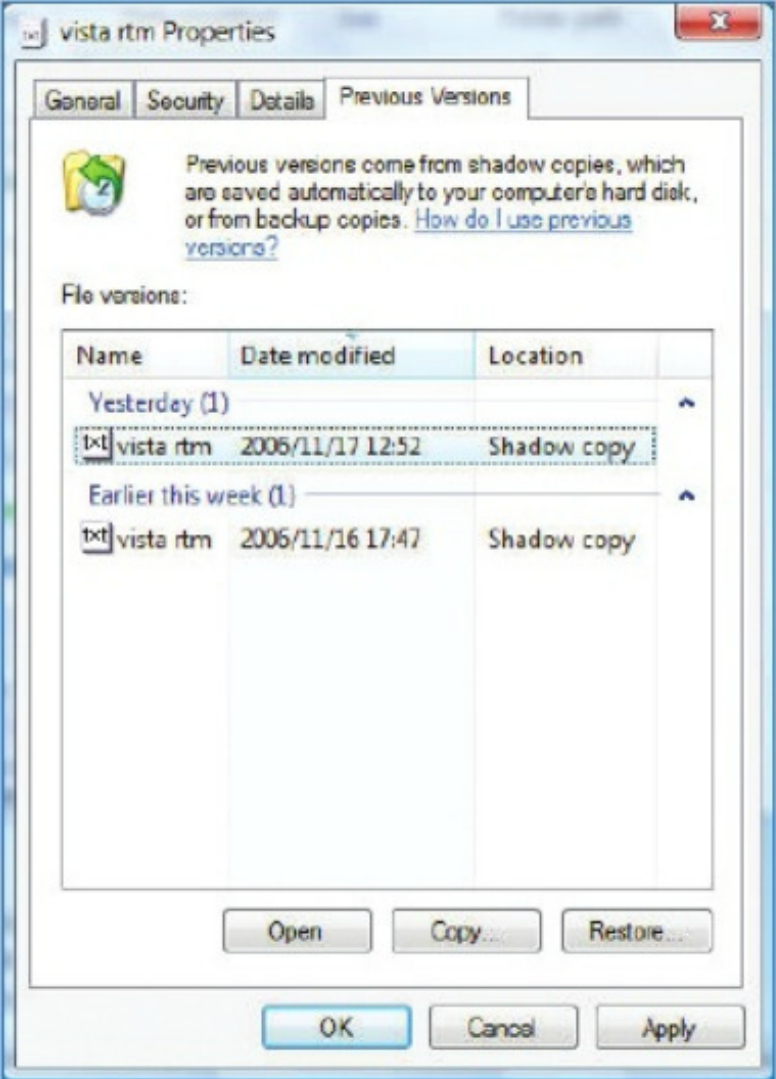 vista rtm Properties
General Security Details Previous Versions
Previous versions come from shadow copies, which
are saved automatically to your computer's hard disk,
or from backup copies. How do I use previous
versions?
File versions:
Name Date modified Location
Yesterday (1)
txt vista rtm 2006/11/17 12:52 Shadow copy
Earlier this week (1)
txt vista rtm 2006/11/16 17:47 Shadow copy
Open Copy... Restore...
OK Cancel Apply